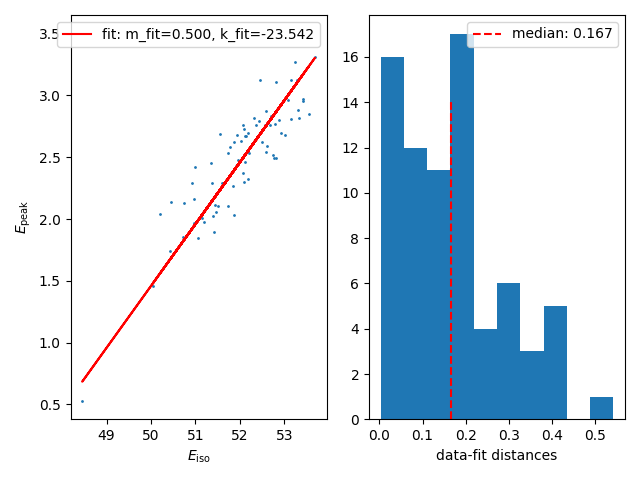 fit: m_fit=0.500, k_fit=-23.542
3.5
3.0
2.5
2.0
1.5
1.0
0.5
E_peak
49 50 51 52 53
E_iso
median: 0.167
16
14
12
10
8
6
4
2
0
0.0 0.1 0.2 0.3 0.4 0.5
data-fit distances